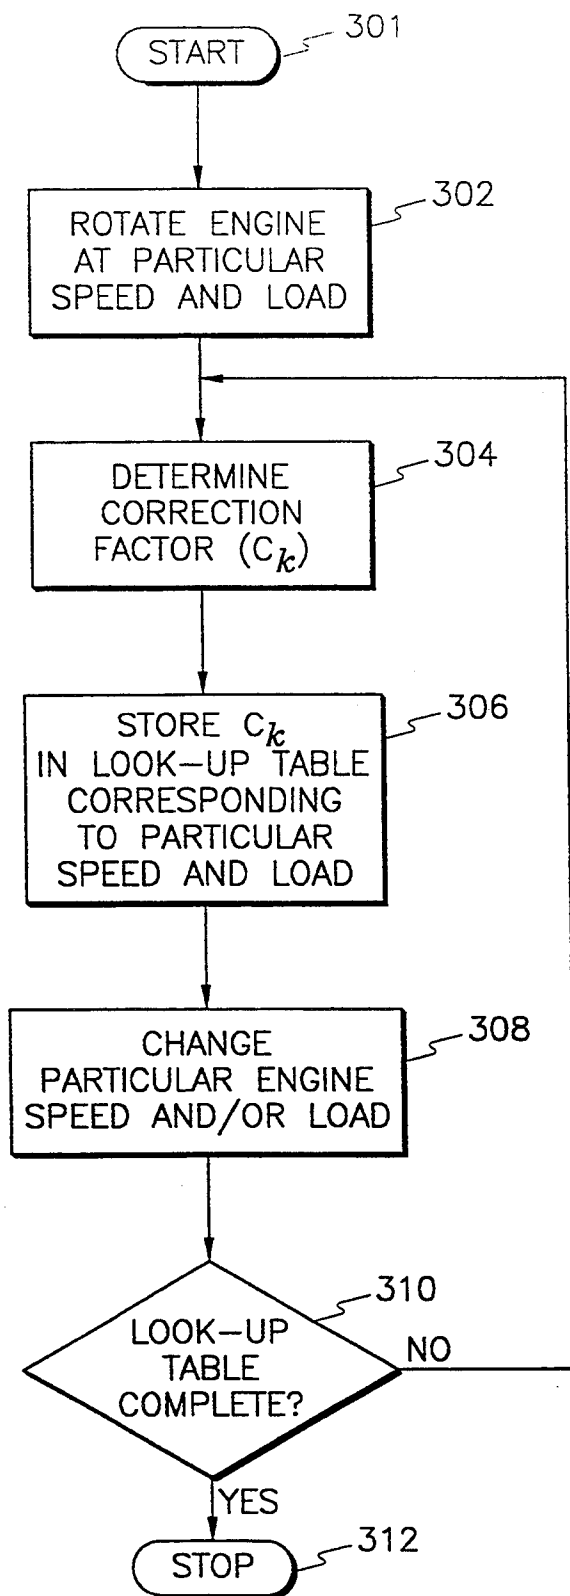 START
301
302
ROTATE ENGINE
AT PARTICULAR
SPEED AND LOAD
304
DETERMINE
CORRECTION
FACTOR (Ck)
306
STORE Ck
IN LOOK-UP TABLE
CORRESPONDING
TO PARTICULAR
SPEED AND LOAD
308
CHANGE
PARTICULAR ENGINE
SPEED AND/OR LOAD
310
LOOK-UP
TABLE
COMPLETE?
NO
YES
STOP
312